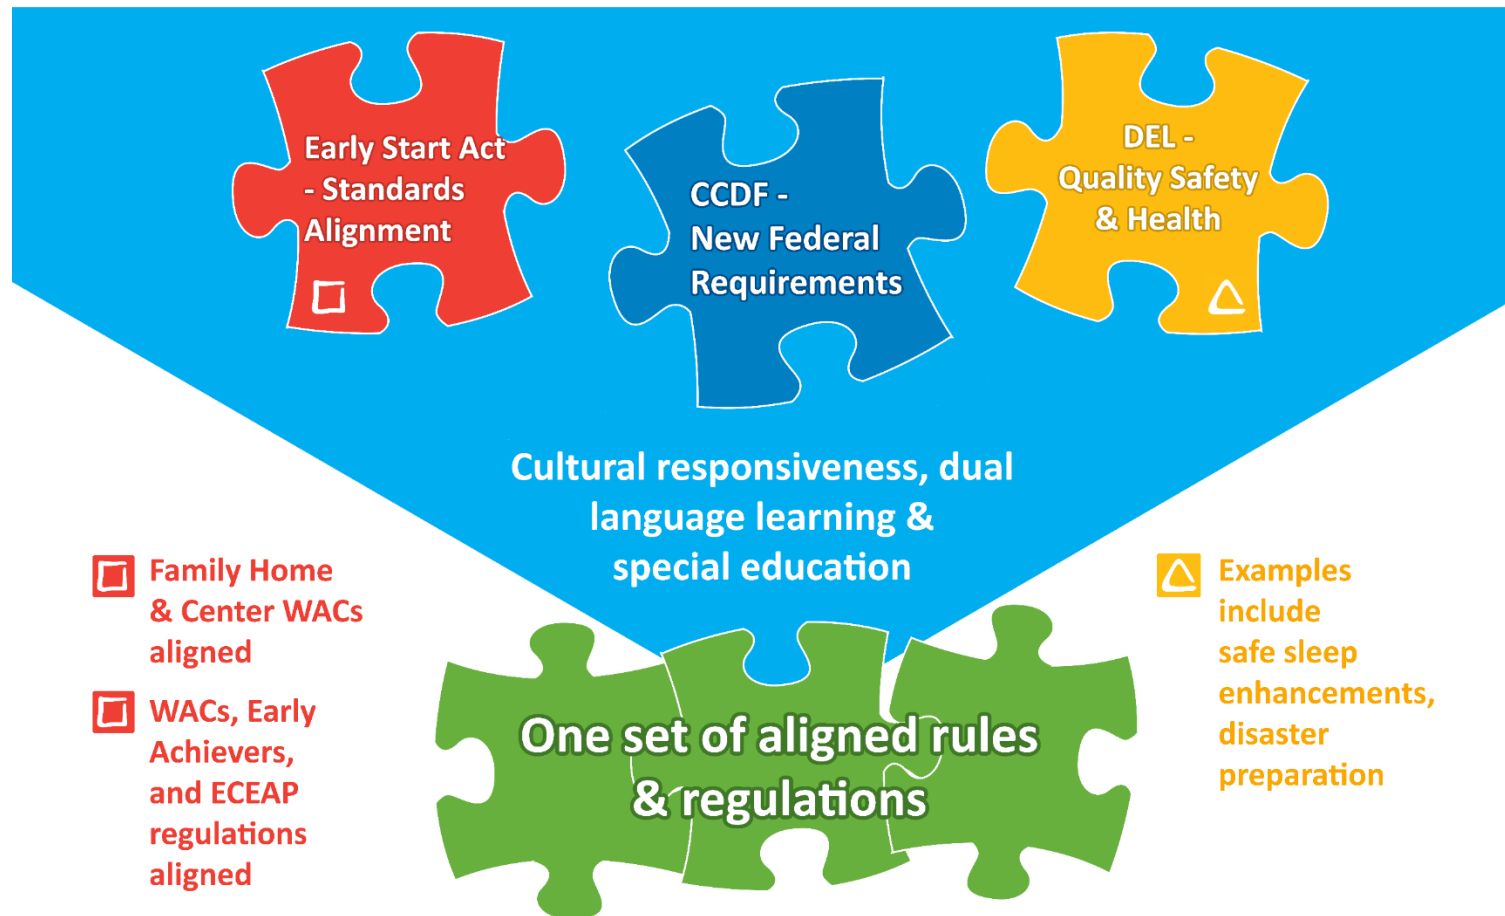 Early Start Act
- Standards
Alignment
CCDF -
New Federal
Requirements
DEL -
Quality Safety
& Health
Cultural responsiveness, dual
language learning &
special education
Family Home
& Center WACs
aligned
WACs, Early
Achievers,
and ECEAP
regulations
aligned
One set of aligned rules
& regulations
Examples
include
safe sleep
enhancements,
disaster
preparation